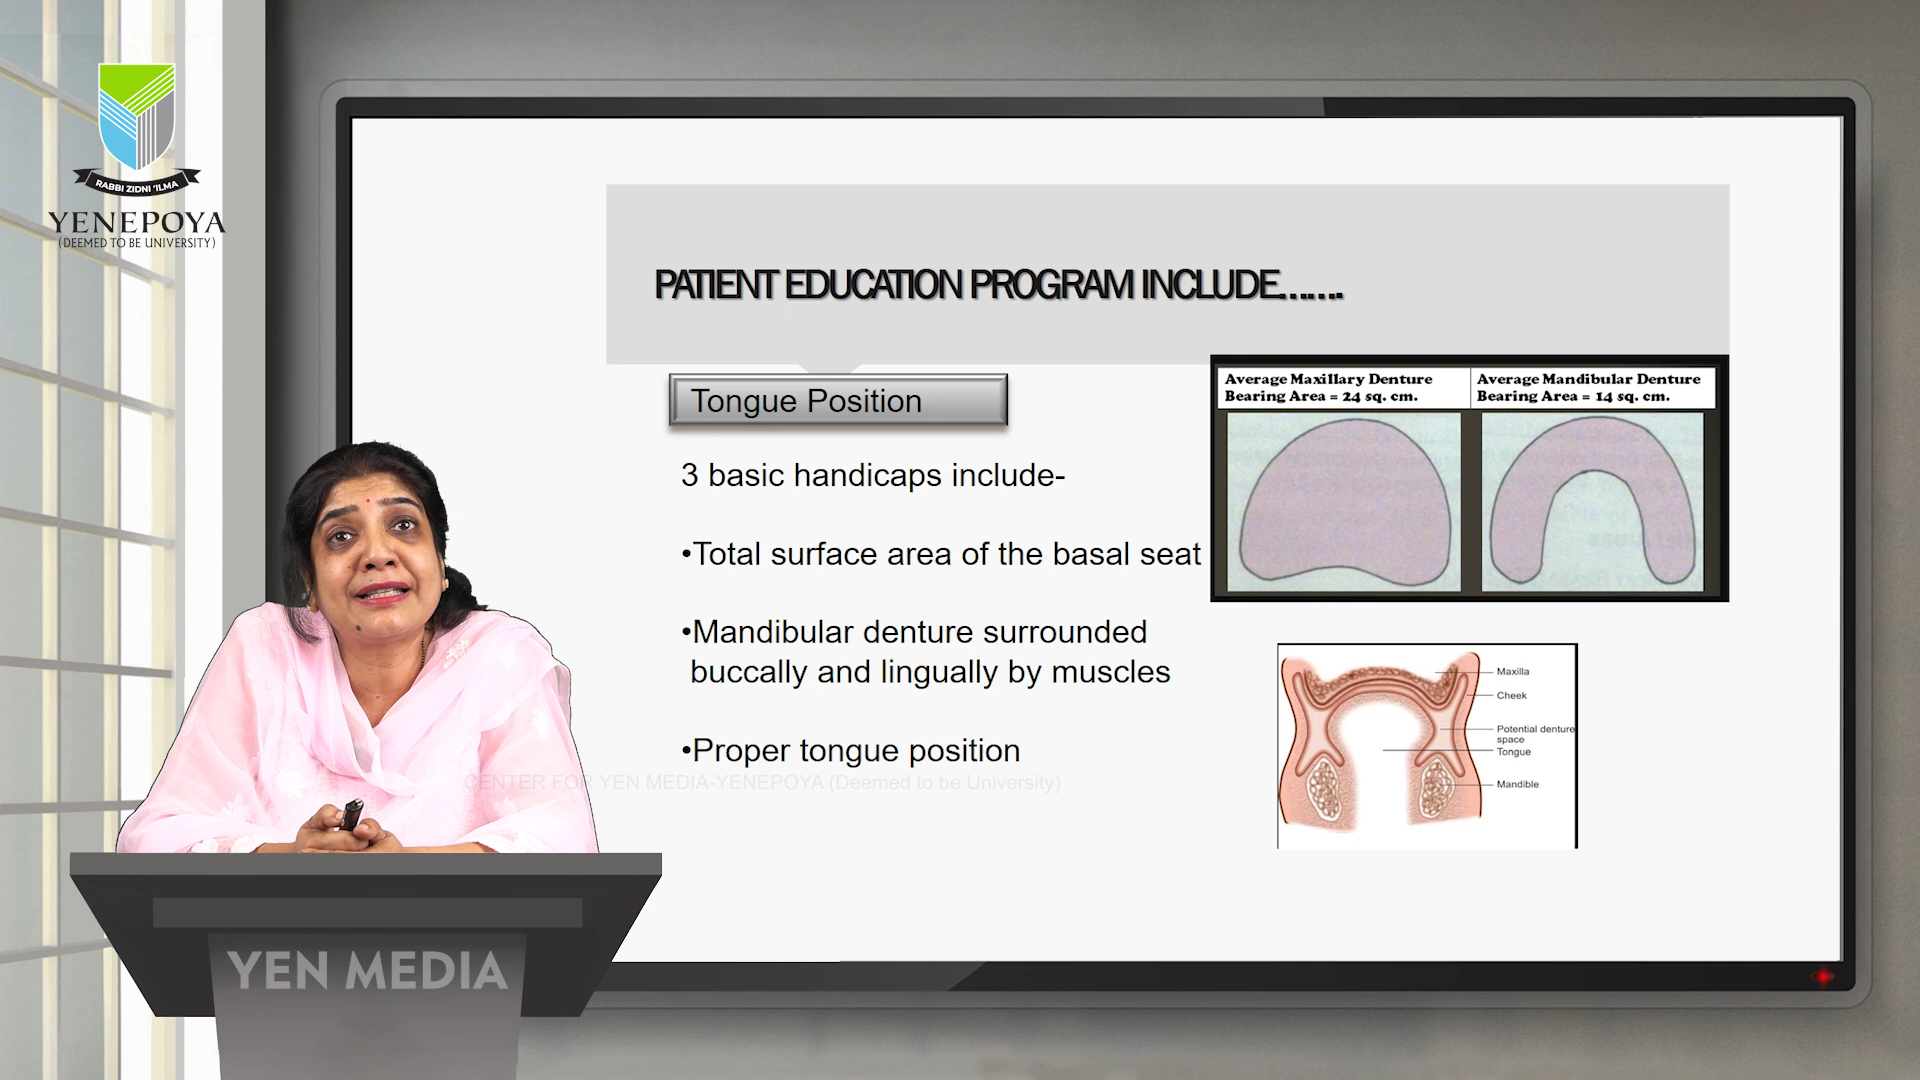 RABBI ZIDNI 'ILMA
YENEPOYA
(DEEMED TO BE UNIVERSITY)
PATIENT EDUCATION PROGRAM INCLUDE.......
Tongue Position
3 basic handicaps include-
•Total surface area of the basal seat
•Mandibular denture surrounded
buccally and lingually by muscles
•Proper tongue position
CENTER FOR YEN MEDIA-YENEPOYA (Deemed to be University)
Average Maxillary Denture
Bearing Area = 24 sq. cm.
Average Mandibular Denture
Bearing Area = 14 sq. cm.
Maxilla
Cheek
Potential denture
space
Tongue
Mandible
YEN MEDIA